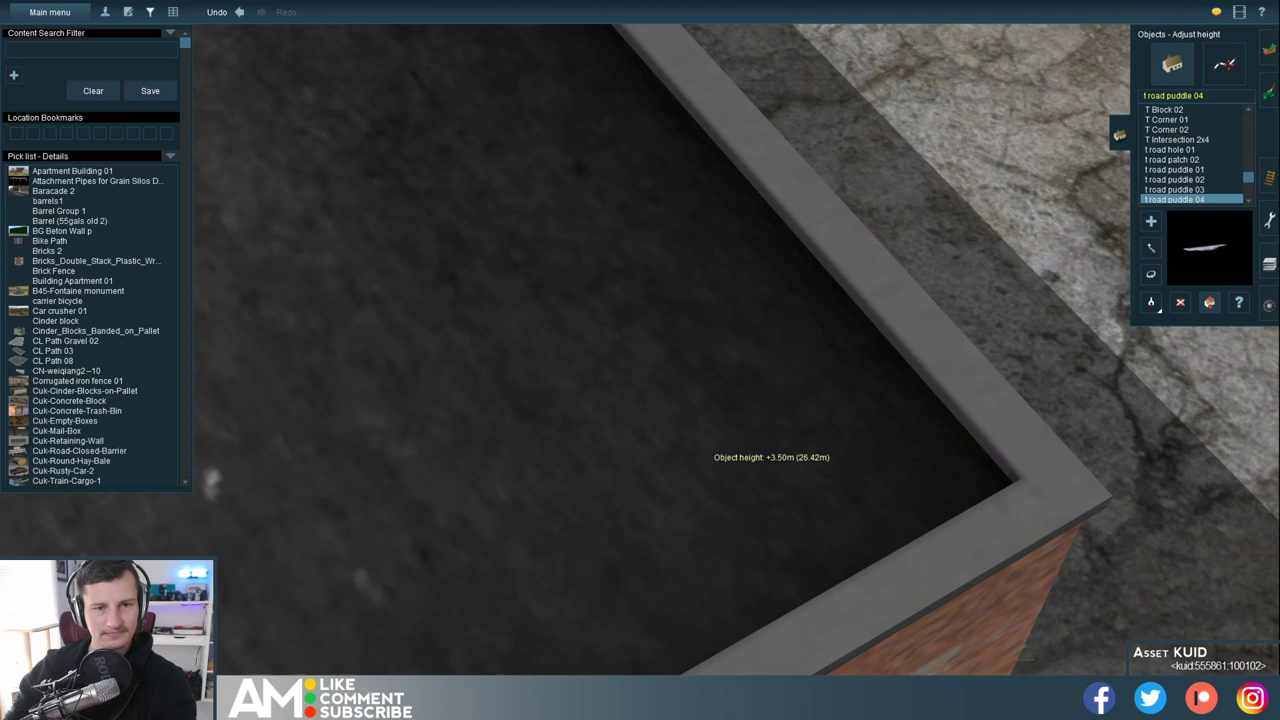 Main menu
Undo
Redo
Content Search Filter
Clear
Save
Location Bookmarks
Pick list - Details
Apartment Building 01
Attachment Pipes for Grain Silos D...
Baracade 2
barrels1
Barrel Group 1
Barrel (55gals old 2)
BG Beton Wall p
Bike Path
Bricks 2
Bricks_Double_Stack_Plastic_Wr...
Brick Fence
Building Apartment 01
B45-Fontaine monument
carrier bicycle
Car crusher 01
Cinder block
Cinder_Blocks_Banded_on_Pallet
CL Path Gravel 02
CL Path 03
CL Path 08
CN-weiqiang2--10
Corrugated iron fence 01
Cuk-Cinder-Blocks-on-Pallet
Cuk-Concrete-Block
Cuk-Concrete-Trash-Bin
Cuk-Empty-Boxes
Cuk-Mail-Box
Cuk-Retaining-Wall
Cuk-Road-Closed-Barrier
Cuk-Round-Hay-Bale
Cuk-Rusty-Car-2
Cuk-Train-Cargo-1
Object height: +3.50m (26.42m)
Objects - Adjust height
t road puddle 04
T Block 02
T Corner 01
T Corner 02
T Intersection 2x4
t road hole 01
t road patch 02
t road puddle 01
t road puddle 02
t road puddle 03
t road puddle 04
?
ASSET KUID
<kuid:555861:100102>
AM
LIKE
COMMENT
SUBSCRIBE